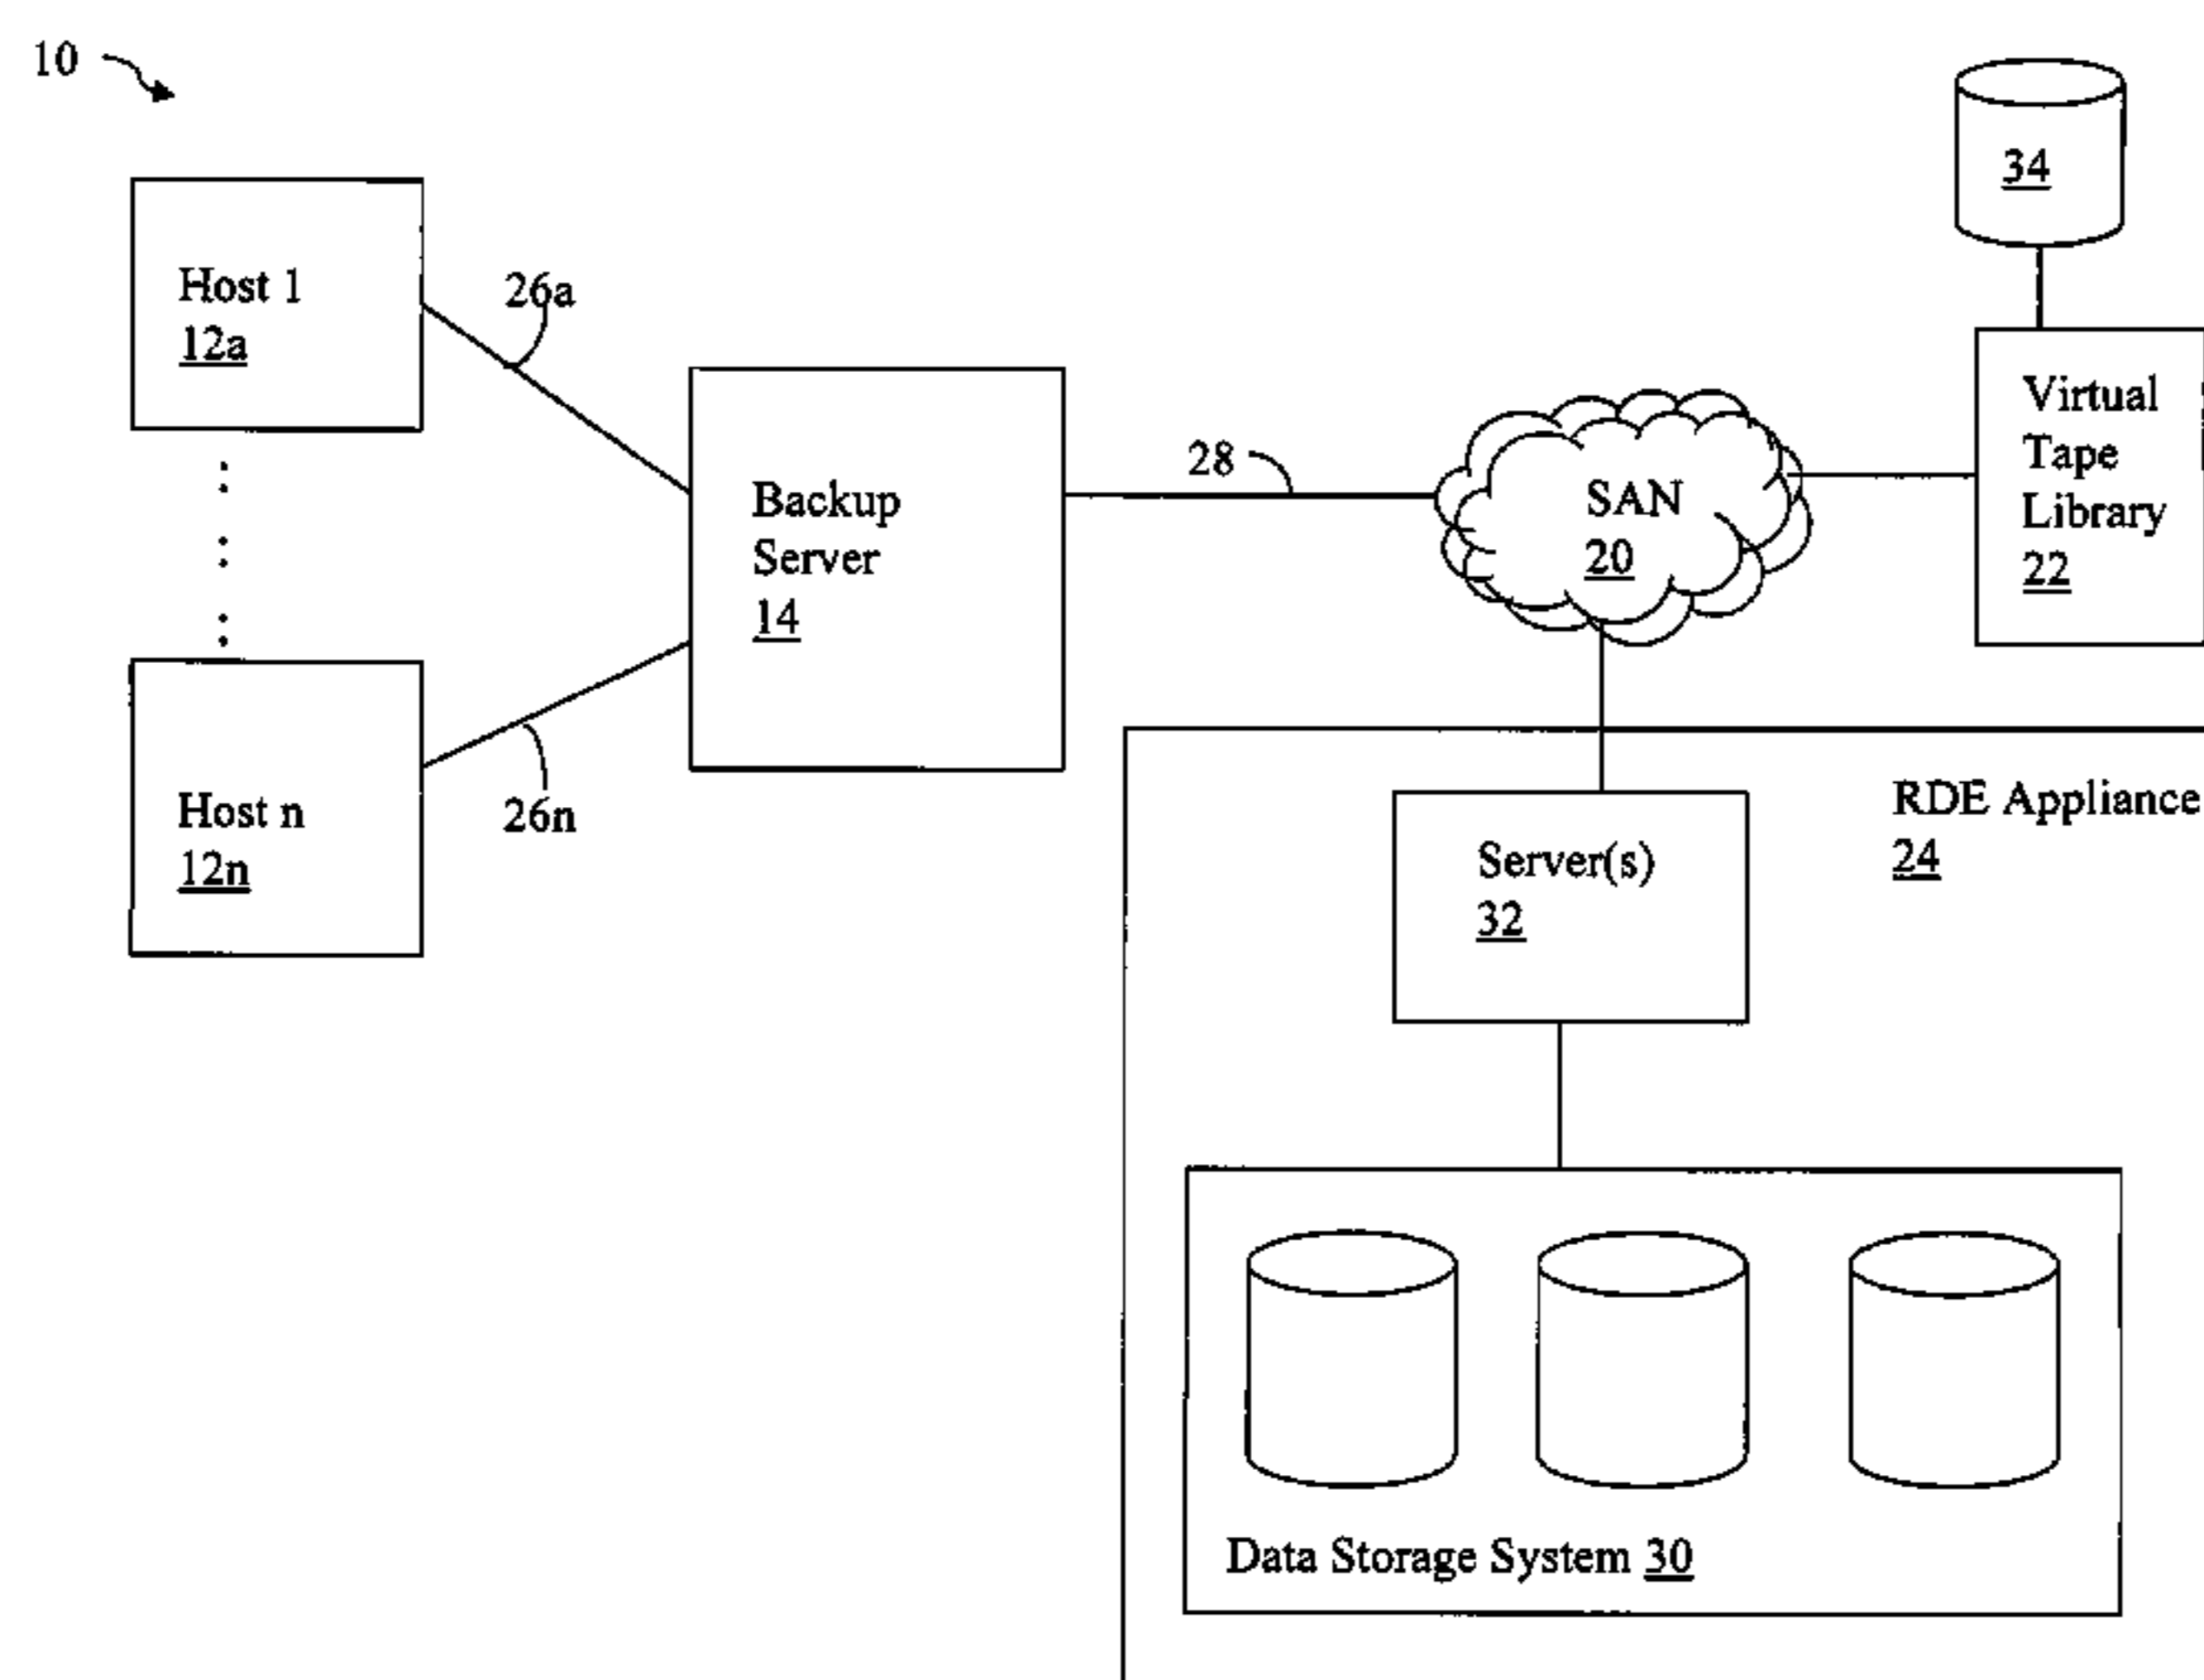 10
34
Host 1
12a
26a
Virtual
Tape
Library
22
28
SAN
20
Backup
Server
14
Host n
12n
26n
RDE Appliance
24
Server(s)
32
Data Storage System 30